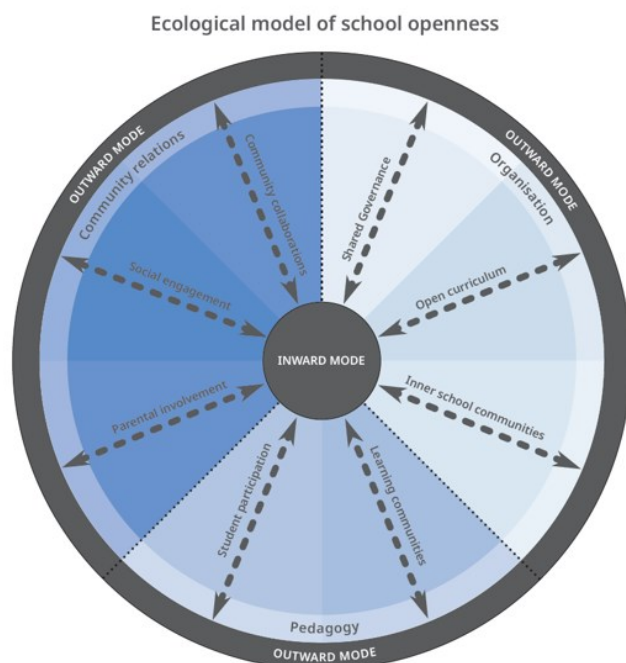 Ecological model of school openness
OUTWARD MODE
Community relations
Community collaborations
Social engagement
Parental involvement
OUTWARD MODE
Organisation
Shared Governance
Open curriculum
Inner school communities
INWARD MODE
Student participation
Learning communities
Pedagogy
OUTWARD MODE